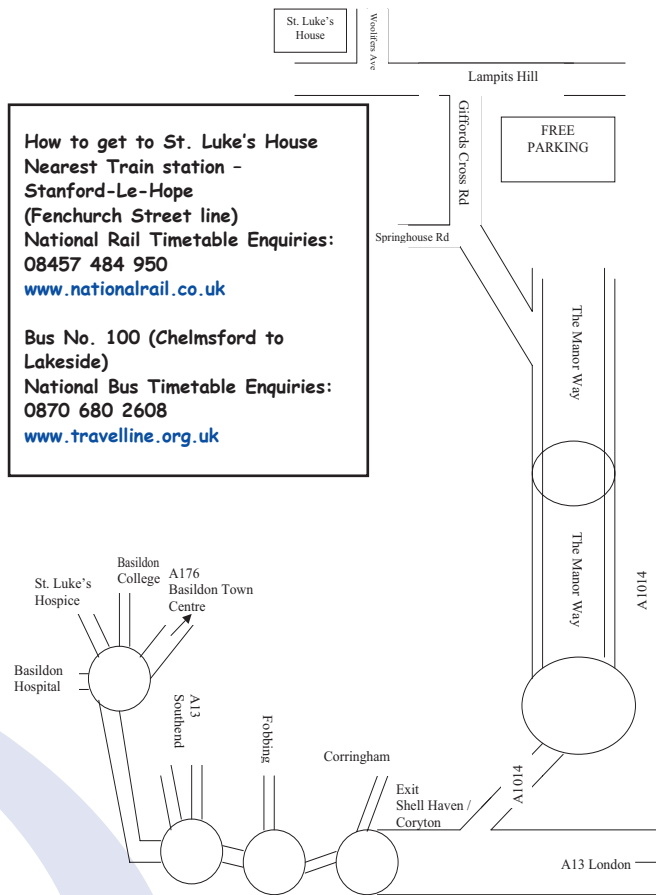 St. Luke's
House
Woolifers Ave
Lampits Hill
Giffords Cross Rd
FREE
PARKING
How to get to St. Luke's House
Nearest Train station –
Stanford-Le-Hope
(Fenchurch Street line)
National Rail Timetable Enquiries:
08457 484 950
www.nationalrail.co.uk
Bus No. 100 (Chelmsford to
Lakeside)
National Bus Timetable Enquiries:
0870 680 2608
www.travelline.org.uk
Springhouse Rd
The Manor Way
The Manor Way
A1014
St. Luke's
Hospice
Basildon
College
A176
Basildon Town
Centre
Basildon
Hospital
A13
Southend
Fobbing
Corringham
Exit
Shell Haven /
Coryton
A1014
A13 London